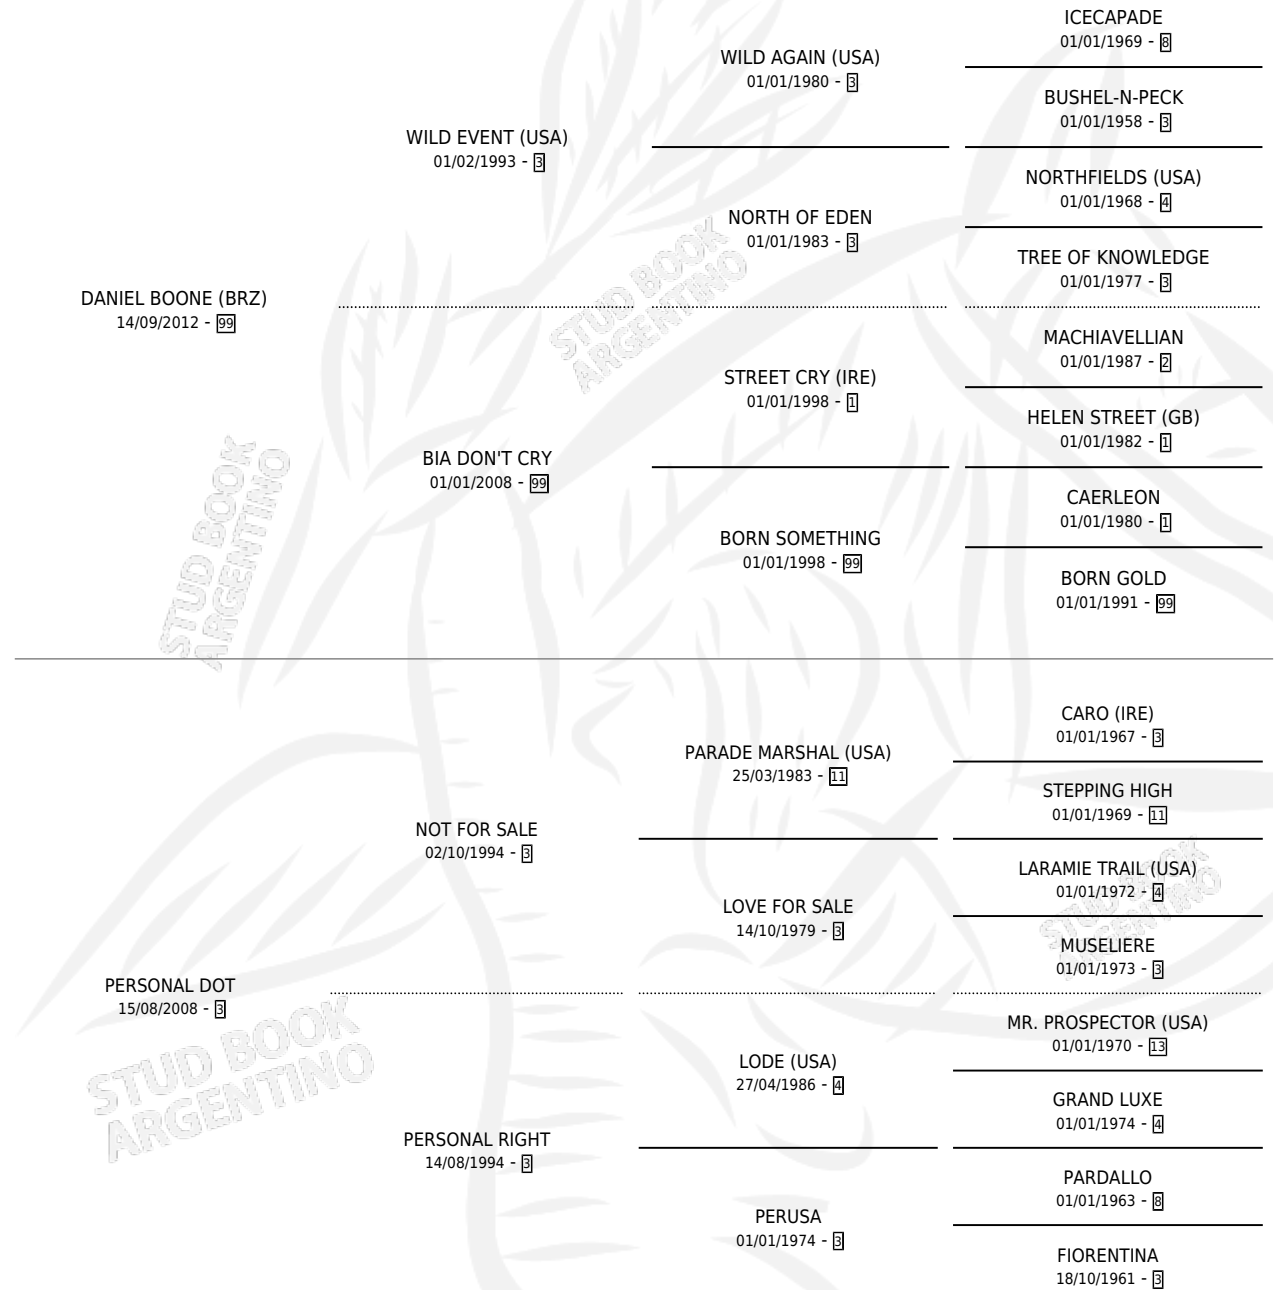 ICECAPADE
01/01/1969 - 8
WILD AGAIN (USA)
01/01/1980 - 3
BUSHEL-N-PECK
01/01/1958 - 3
WILD EVENT (USA)
01/02/1993 - 3
NORTHFIELDS (USA)
01/01/1968 - 4
NORTH OF EDEN
01/01/1983 - 3
TREE OF KNOWLEDGE
01/01/1977 - 3
DANIEL BOONE (BRZ)
14/09/2012 - 99
MACHIAVELLIAN
01/01/1987 - 2
STREET CRY (IRE)
01/01/1998 - 1
HELEN STREET (GB)
01/01/1982 - 1
BIA DON'T CRY
01/01/2008 - 99
CAERLEON
01/01/1980 - 1
BORN SOMETHING
01/01/1998 - 99
BORN GOLD
01/01/1991 - 99
CARO (IRE)
01/01/1967 - 3
PARADE MARSHAL (USA)
25/03/1983 - 11
STEPPING HIGH
01/01/1969 - 11
NOT FOR SALE
02/10/1994 - 3
LARAMIE TRAIL (USA)
01/01/1972 - 4
LOVE FOR SALE
14/10/1979 - 3
MUSELIERE
01/01/1973 - 3
PERSONAL DOT
15/08/2008 - 3
MR. PROSPECTOR (USA)
01/01/1970 - 13
LODE (USA)
27/04/1986 - 4
GRAND LUXE
01/01/1974 - 4
PERSONAL RIGHT
14/08/1994 - 3
PARDALLO
01/01/1963 - 8
PERUSA
01/01/1974 - 3
FIORENTINA
18/10/1961 - 3
STUD BOOK
ARGENTINO
STUD BOOK
ARGENTINO
STUD BOOK
ARGENTINO
STUD BOOK
ARGENTINO